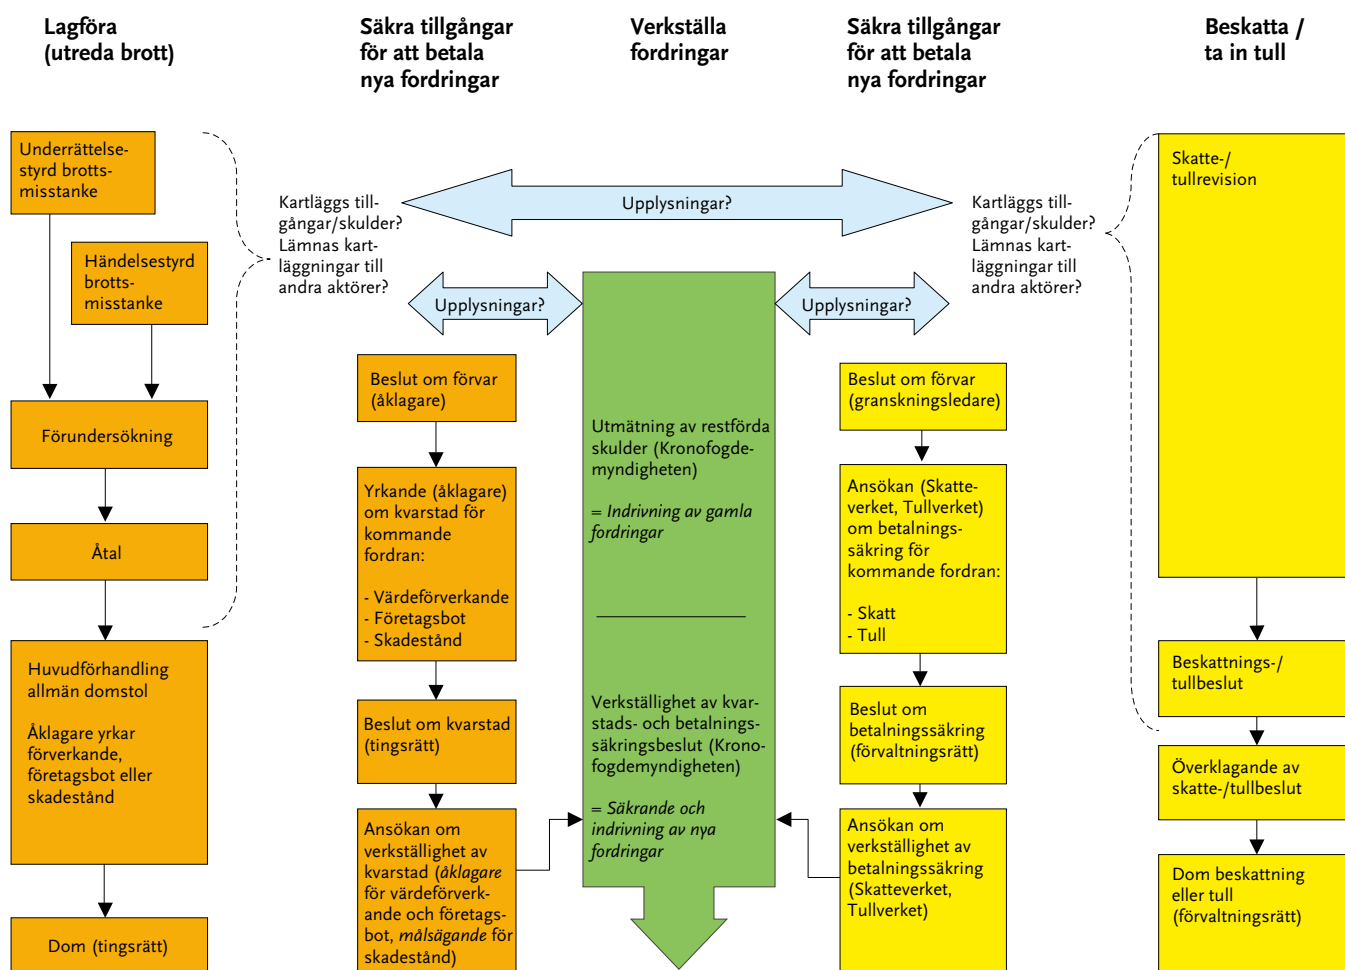 Lagföra
(utreda brott)
Säkra tillgångar
för att betala
nya fordringar
Verkställa
fordringar
Säkra tillgångar
för att betala
nya fordringar
Beskatta /
ta in tull
Underrättelse-
styrd brotts-
misstanke
Händelsestyrd
brotts-
misstanke
Förundersökning
Åtal
Huvudförhandling
allmän domstol
Åklagare yrkar
förverkande,
företagsbot eller
skadestånd
Dom (tingsrätt)
Kartläggs till-
gångar/skulder?
Lämnas kart-
läggningar till
andra aktörer?
Upplysningar?
Upplysningar?
Beslut om förvar
(åklagare)
Yrkande (åklagare)
om kvarstad för
kommande
fordran:
- Värdeförverkande
- Företagsbot
- Skadestånd
Beslut om kvarstad
(tingsrätt)
Ansökan om
verkställighet av
kvarstad (åklagare
för värdeförverk-
ande och företags-
bot, målsägande för
skadestånd)
Utmätning av restförda
skulder (Kronofogde-
myndigheten)
= Indrivning av gamla
fordringar
Verkställighet av kvar-
stads- och betalnings-
säkringsbeslut (Krono-
fogdemyndigheten)
= Säkrande och
indrivning av nya
fordringar
Upplysningar?
Kartläggs till-
gångar/skulder?
Lämnas kart-
läggningar till
andra aktörer?
Beslut om förvar
(granskningsledare)
Ansökan (Skatte-
verket, Tullverket)
om betalnings-
säkring för
kommande fordran:
- Skatt
- Tull
Beslut om
betalningssäkring
(förvaltningsrätt)
Ansökan om
verkställighet av
betalningssäkring
(Skatteverket,
Tullverket)
Skatte-/
tullrevision
Beskattnings-/
tullbeslut
Överklagande av
skatte-/tullbeslut
Dom beskattning
eller tull
(förvaltningsrätt)